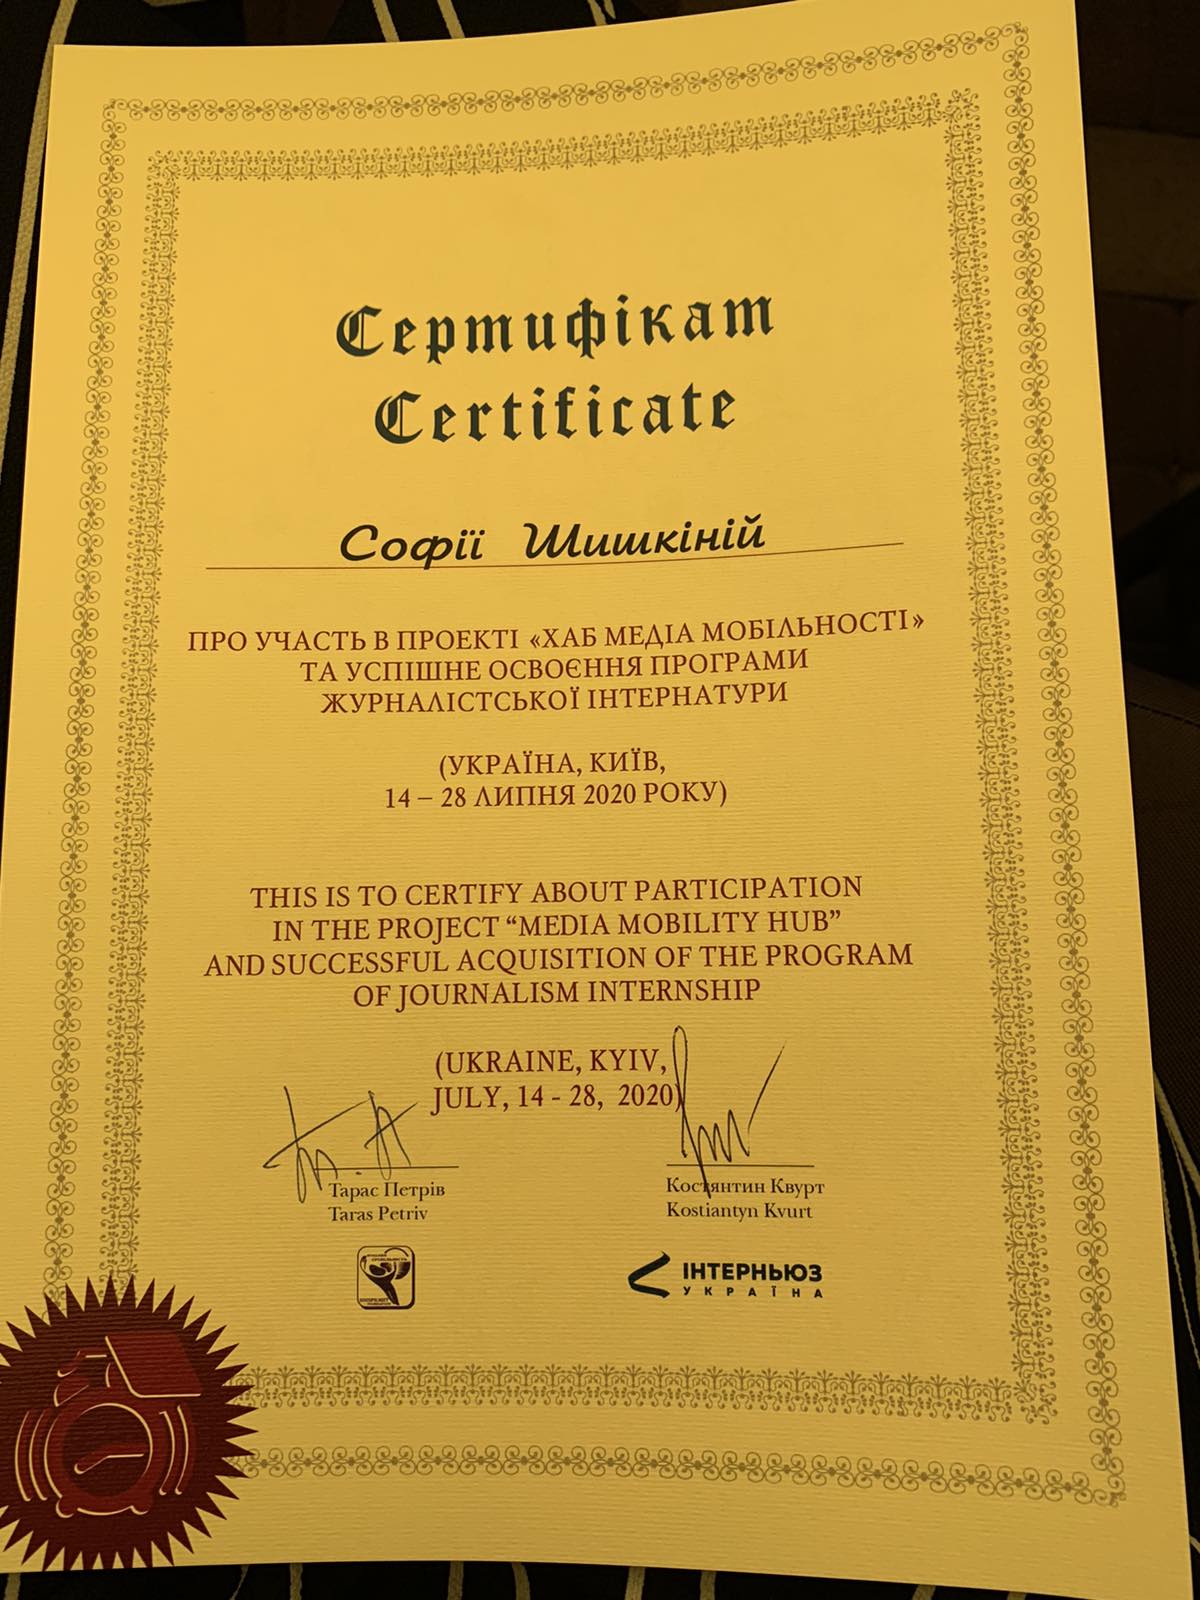 Сертифікат
Certificate
Софії Шишкіній
ПРО УЧАСТЬ В ПРОЕКТІ «ХАБ МЕДІА МОБІЛЬНОСТІ»
ТА УСПІШНЕ ОСВОЄННЯ ПРОГРАМИ
ЖУРНАЛІСТСЬКОЇ ІНТЕРНАТУРИ
(УКРАЇНА, КИЇВ,
14 – 28 ЛИПНЯ 2020 РОКУ)
THIS IS TO CERTIFY ABOUT PARTICIPATION
IN THE PROJECT “MEDIA MOBILITY HUB”
AND SUCCESSFUL ACQUISITION OF THE PROGRAM
OF JOURNALISM INTERNSHIP
(UKRAINE, KYIV,
JULY, 14 - 28,  2020)
Тарас Петрів
Taras Petriv
Костянтин Квурт
Kostiantyn Kvurt
ІНТЕРНЬЮЗ
УКРАЇНА